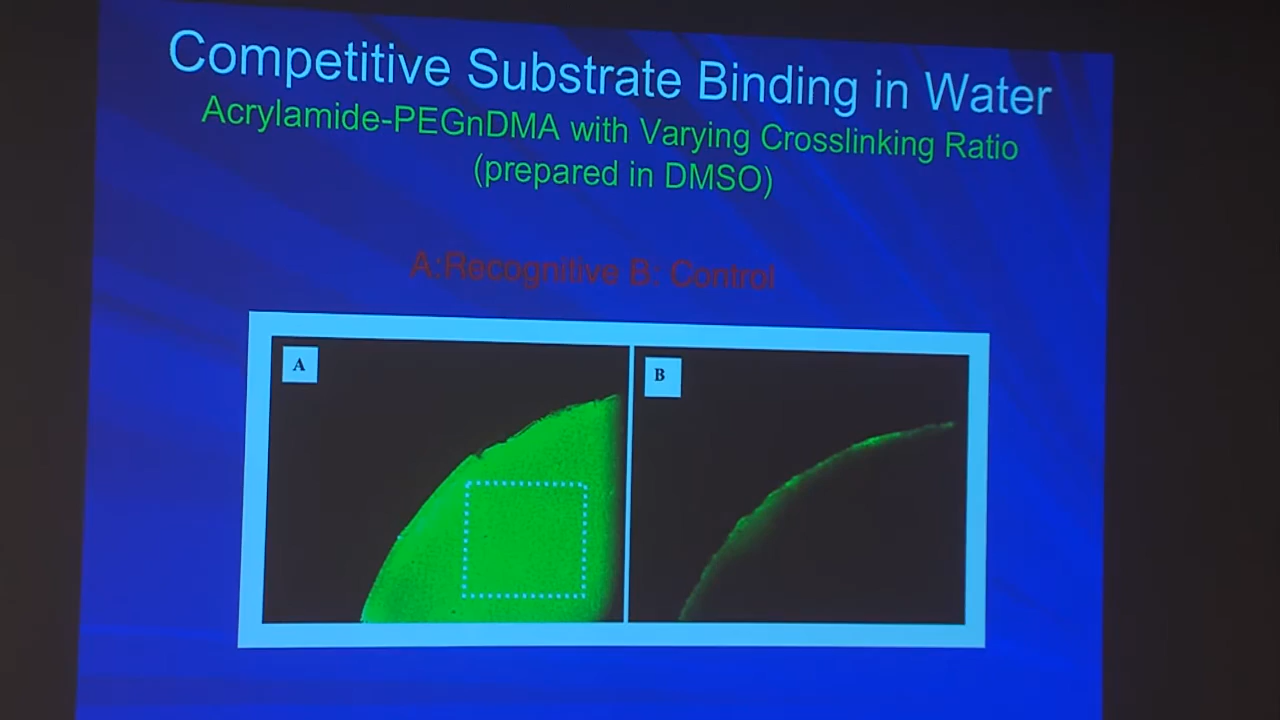 Competitive Substrate Binding in Water
Acrylamide-PEGnDMA with Varying Crosslinking Ratio
(prepared in DMSO)
A:Recognitive B: Control
A
B